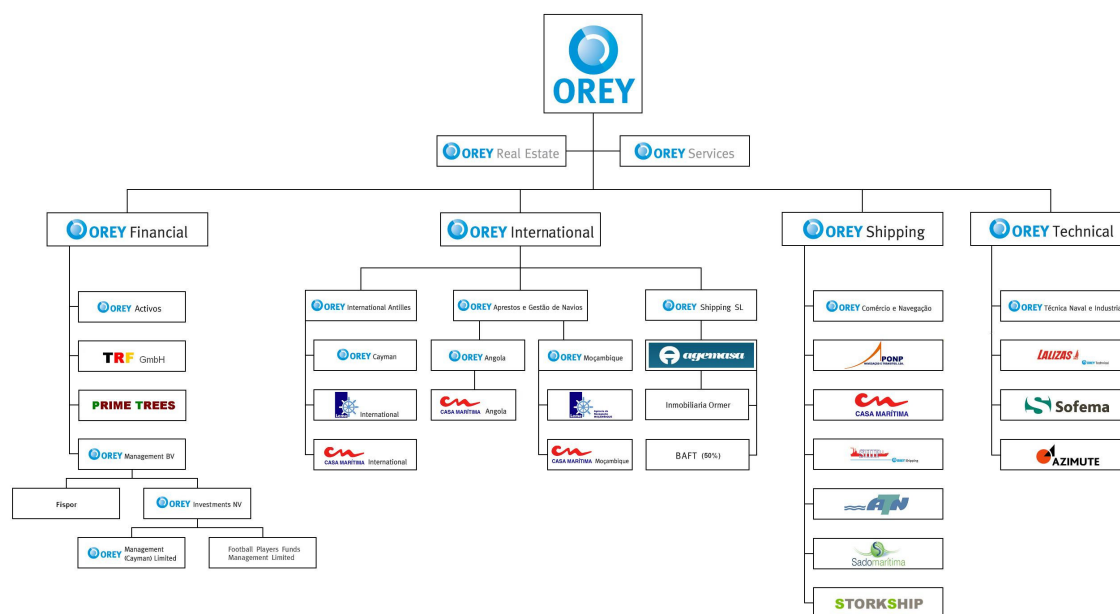 OREY
OREY Real Estate
OREY Services
OREY Financial
OREY International
OREY Shipping
OREY Technical
OREY Activos
TRF GmbH
PRIME TREES
OREY Management BV
Fispor
OREY Investments NV
OREY Management
(Cayman) Limited
Football Players Funds
Management Limited
OREY International Antilles
OREY Cayman
International
CASA MARÍTIMA International
OREY Aprestos e Gestão de Navios
OREY Angola
CASA MARÍTIMA Angola
OREY Moçambique
CASA MARÍTIMA Moçambique
OREY Shipping SL
agemasa
Inmobiliaria Ormer
BAFT (50%)
OREY Comércio e Navegação
PONP
CASA MARÍTIMA
OREY Shipping
ATN
Sadomarítima
STORKSHIP
OREY Técnica Naval e Industrial
LALIZAS
OREY Technical
Sofema
AZIMUTE